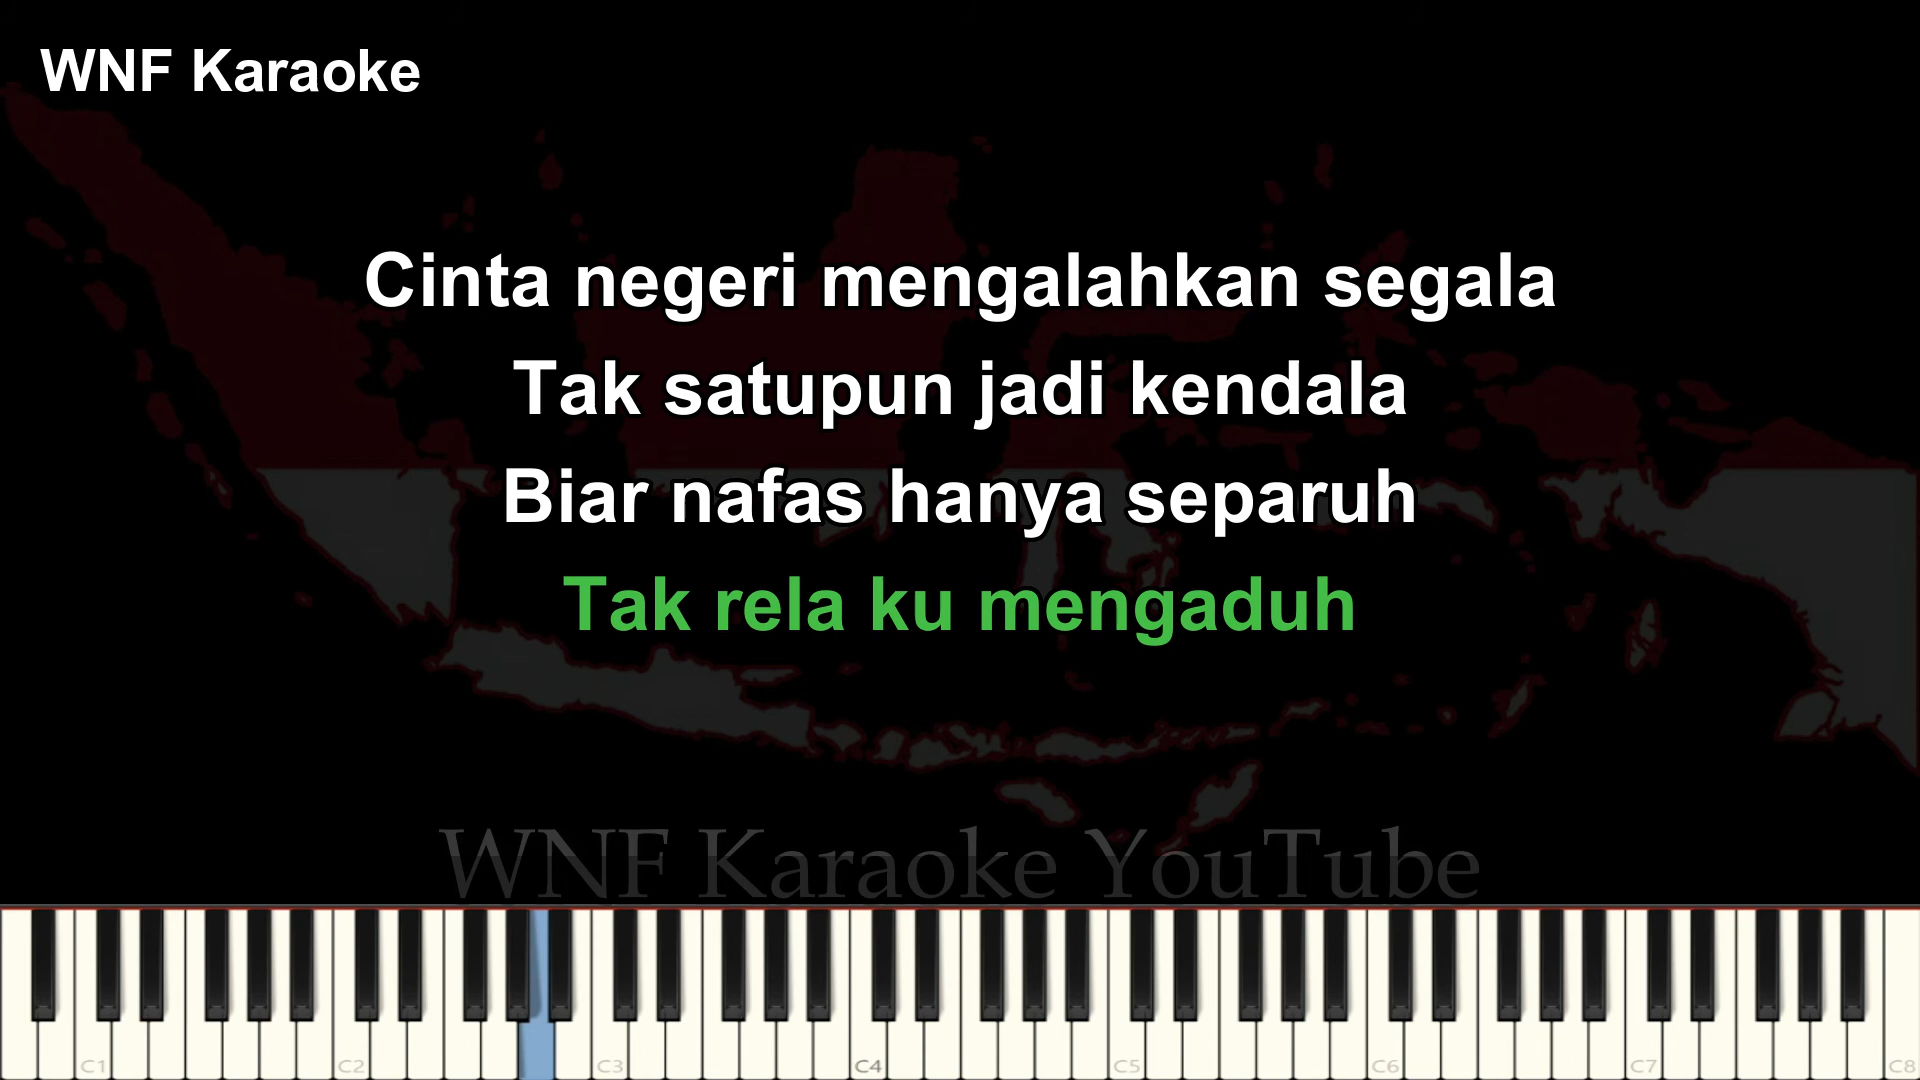 WNF Karaoke
Cinta negeri mengalahkan segala
Tak satupun jadi kendala
Biar nafas hanya separuh
Tak rela ku mengaduh
WNF Karaoke YouTube
C1 C2 C3 C4 C5 C6 C7 C8